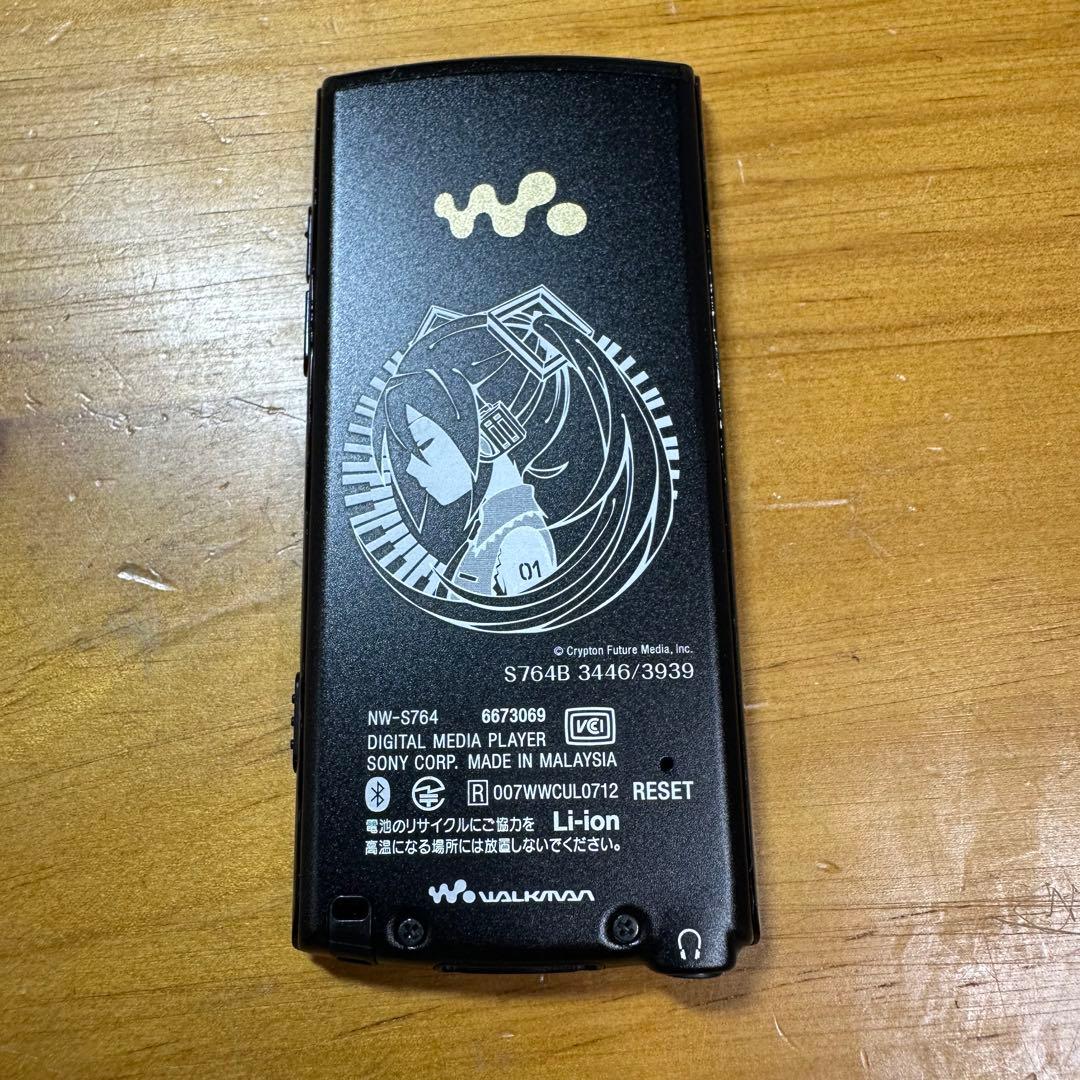 01
© Crypton Future Media, Inc.
S764B 3446/3939
NW-S764 6673069 VCCI
DIGITAL MEDIA PLAYER
SONY CORP. MADE IN MALAYSIA
R 007WWCUL0712 RESET
電池のリサイクルにご協力を Li-ion
高温になる場所には放置しないでください。
W. WALKMAN